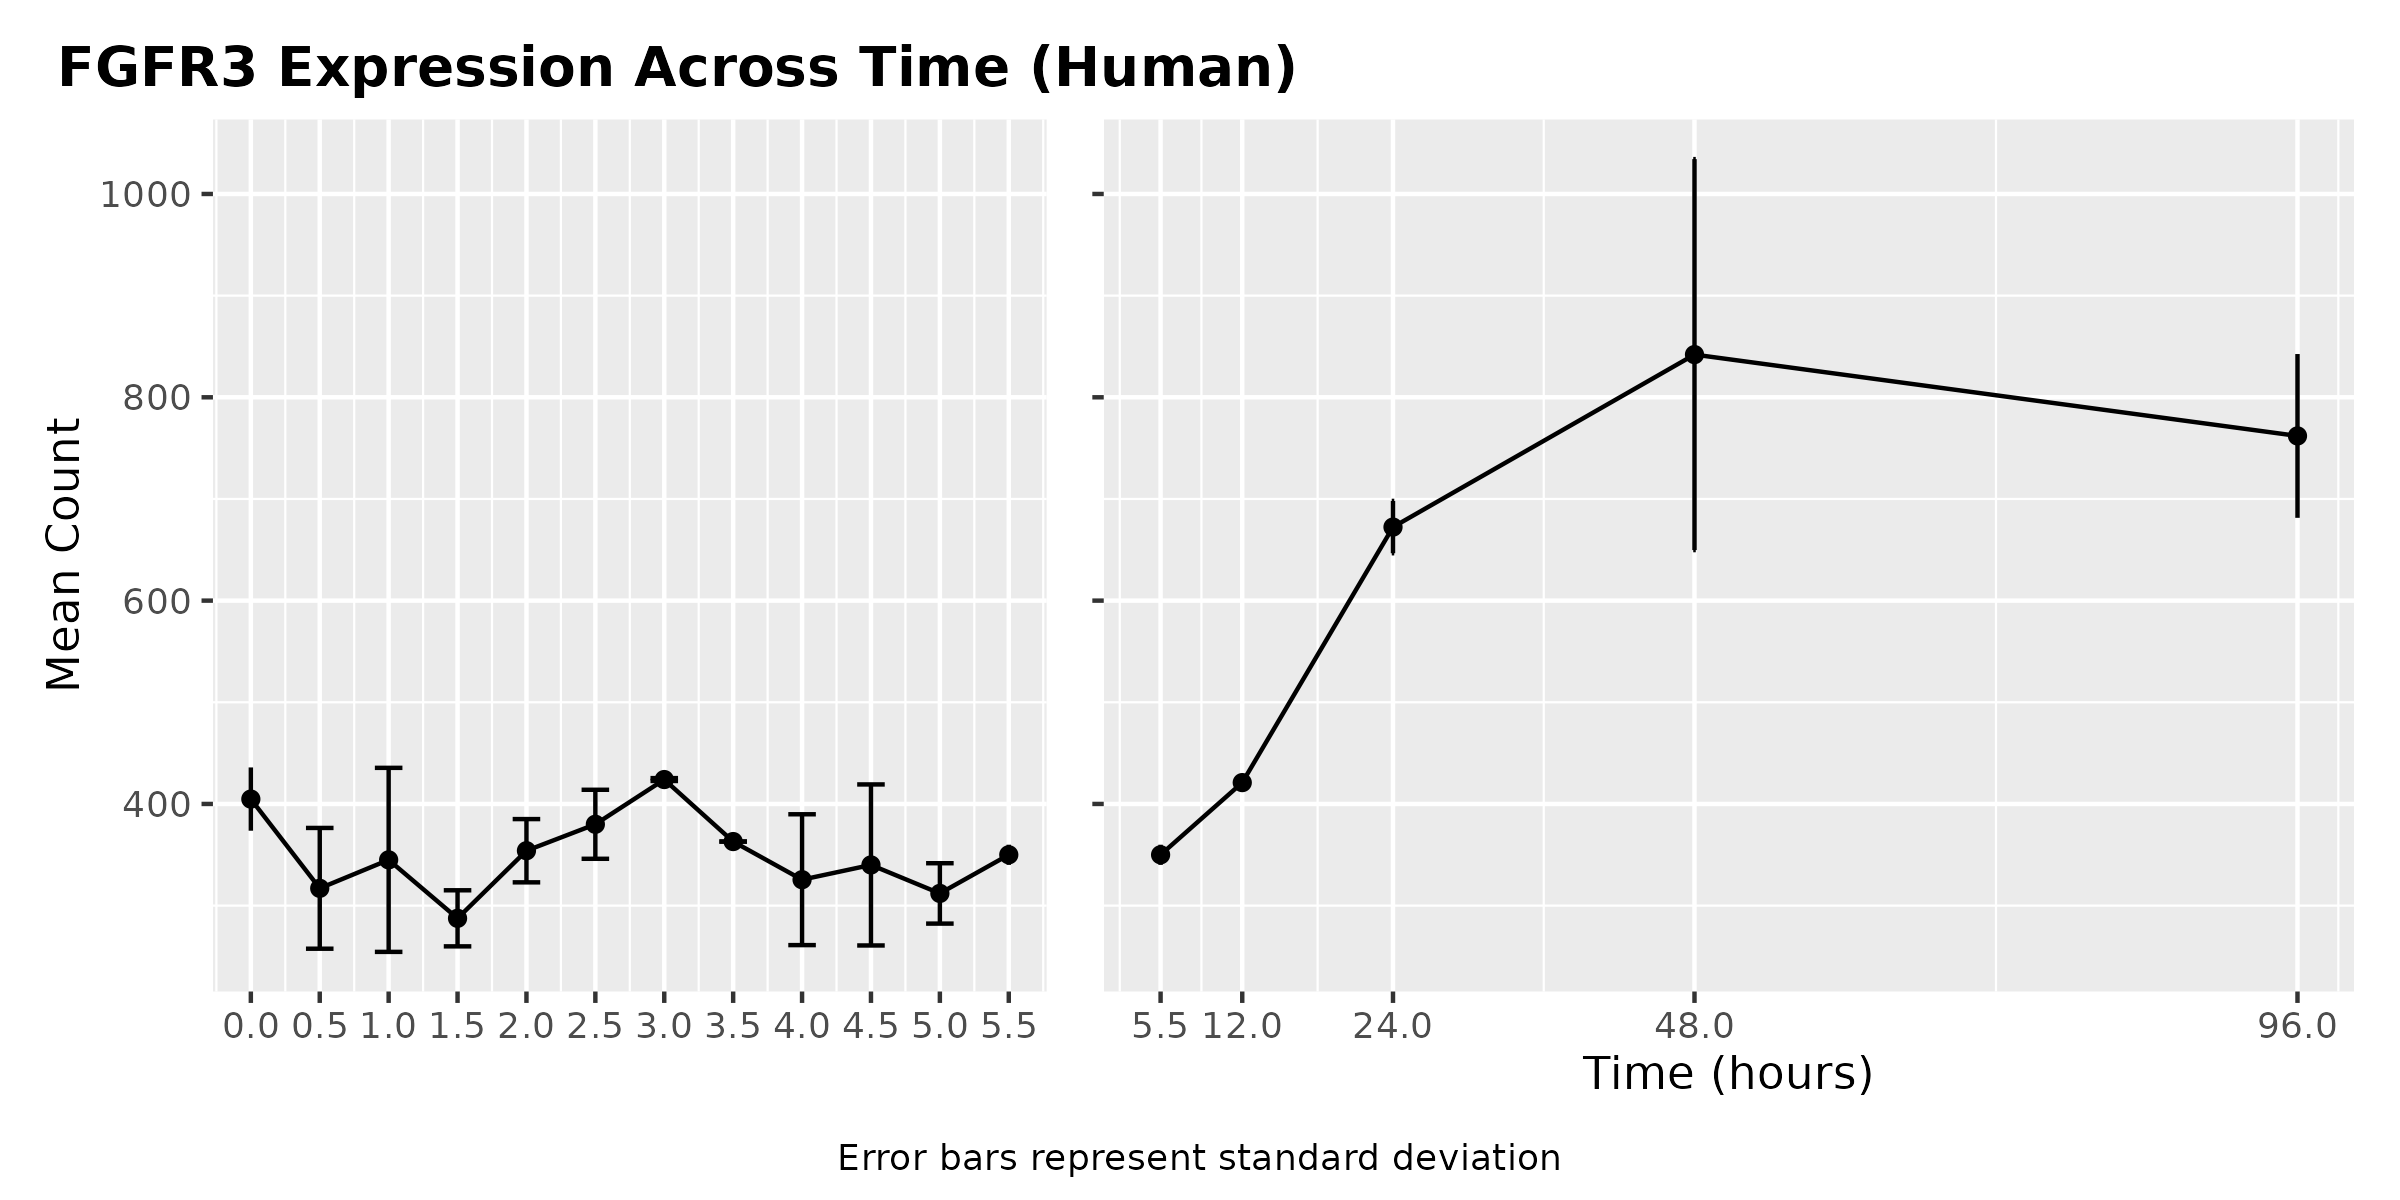 FGFR3 Expression Across Time (Human)
Mean Count
1000
800
600
400
0.0 0.5 1.0 1.5 2.0 2.5 3.0 3.5 4.0 4.5 5.0 5.5
5.5 12.0 24.0 48.0 96.0
Time (hours)
Error bars represent standard deviation